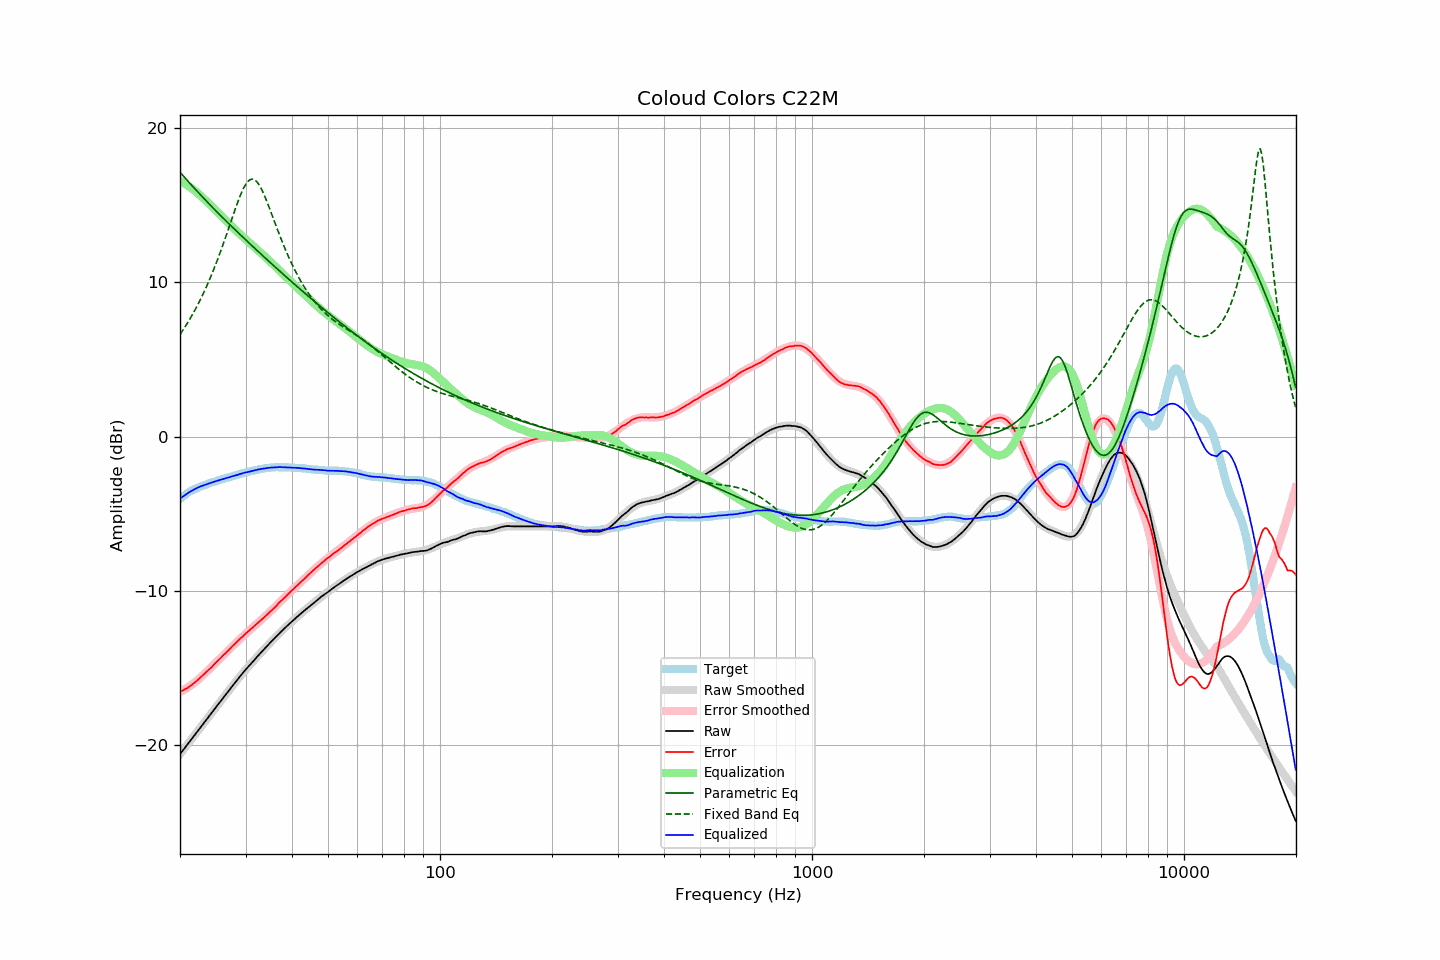 Coloud Colors C22M
20
10
0
−10
−20
Amplitude (dBr)
100
1000
10000
Frequency (Hz)
Target
Raw Smoothed
Error Smoothed
Raw
Error
Equalization
Parametric Eq
Fixed Band Eq
Equalized